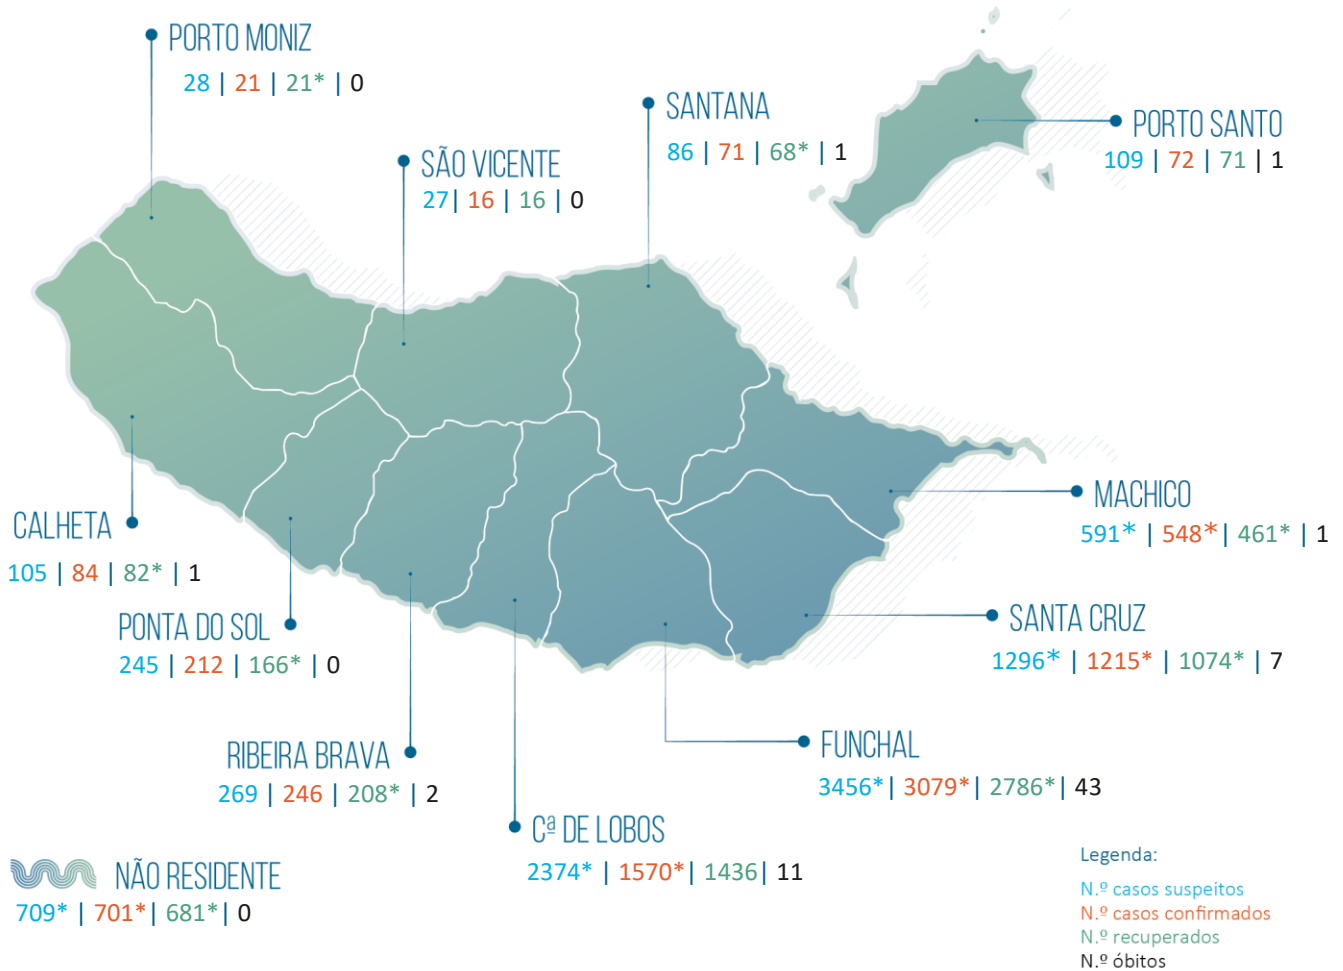 PORTO MONIZ
28 | 21 | 21* | 0
SANTANA
86 | 71 | 68* | 1
PORTO SANTO
109 | 72 | 71 | 1
SÃO VICENTE
27| 16 | 16 | 0
MACHICO
591* | 548*| 461* | 1
CALHETA
105 | 84 | 82* | 1
PONTA DO SOL
245 | 212 | 166* | 0
SANTA CRUZ
1296* | 1215* | 1074* | 7
RIBEIRA BRAVA
269 | 246 | 208* | 2
FUNCHAL
3456*| 3079*| 2786*| 43
Cª DE LOBOS
2374* | 1570*| 1436| 11
NÃO RESIDENTE
709* | 701*| 681*| 0
Legenda:
N.º casos suspeitos
N.º casos confirmados
N.º recuperados
N.º óbitos